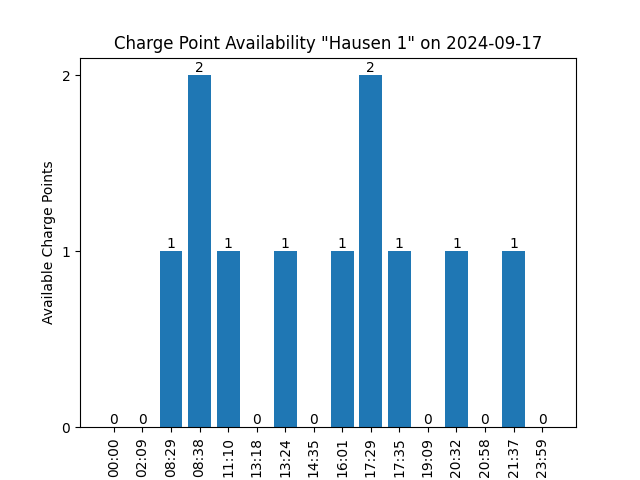 Charge Point Availability "Hausen 1" on 2024-09-17
Available Charge Points
2
1
0
0 0 1 2 1 0 1 0 1 2 1 0 1 0 1 0
00:00 02:09 08:29 08:38 11:10 13:18 13:24 14:35 16:01 17:29 17:35 19:09 20:32 20:58 21:37 23:59